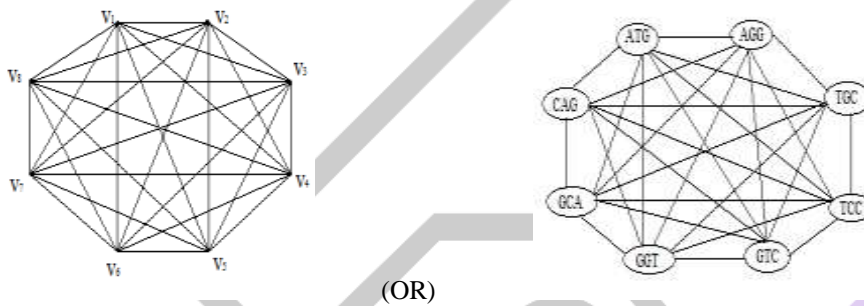 V1 V2
V8 V3
V7 V4
V6 V5
(OR)
ATG AGG
CAG TGC
GCA TCC
GGT GTC